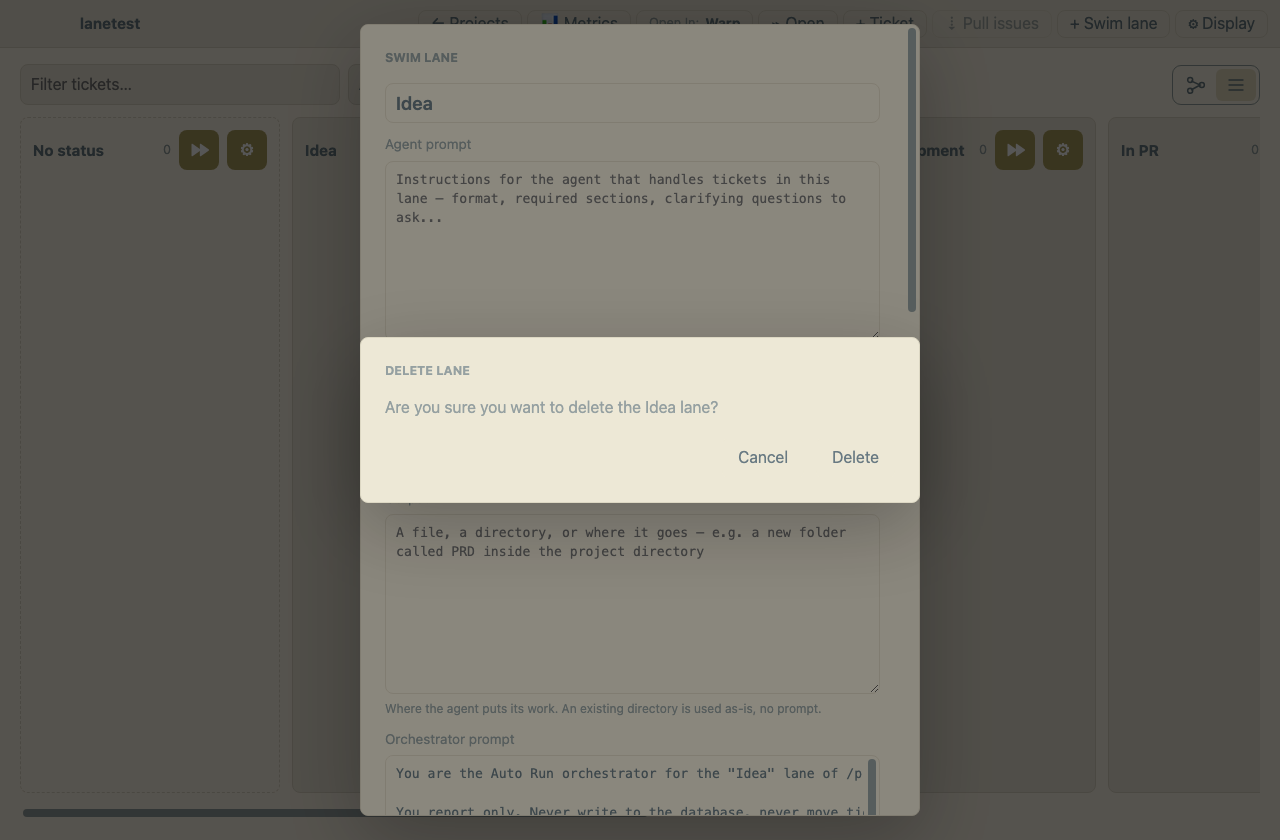 lanetest
← Projects
Metrics
Open in: Warp
Open
+ Ticket
↓ Pull issues
+ Swim lane
⚙ Display
Filter tickets...
No status
0
Idea
pment
0
In PR
0
SWIM LANE
Idea
Agent prompt
Instructions for the agent that handles tickets in this
lane — format, required sections, clarifying questions to
ask...
DELETE LANE
Are you sure you want to delete the Idea lane?
Cancel
Delete
A file, a directory, or where it goes — e.g. a new folder
called PRD inside the project directory
Where the agent puts its work. An existing directory is used as-is, no prompt.
Orchestrator prompt
You are the Auto Run orchestrator for the "Idea" lane of /p
You report only. Never write to the database, never move ti